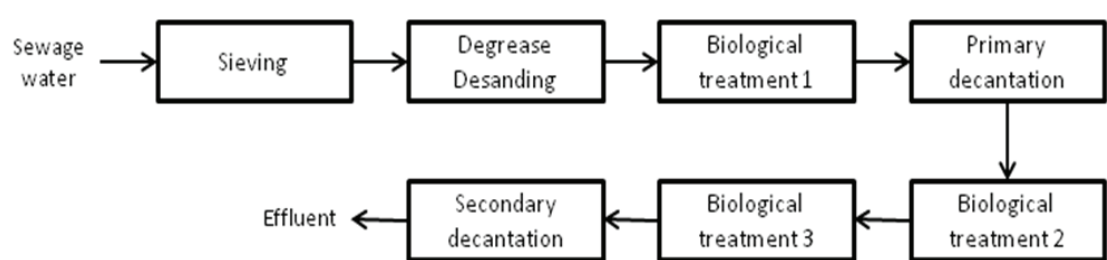 Sewage
water
Sieving
Degrease
Desanding
Biological
treatment 1
Primary
decantation
Biological
treatment 2
Biological
treatment 3
Secondary
decantation
Effluent